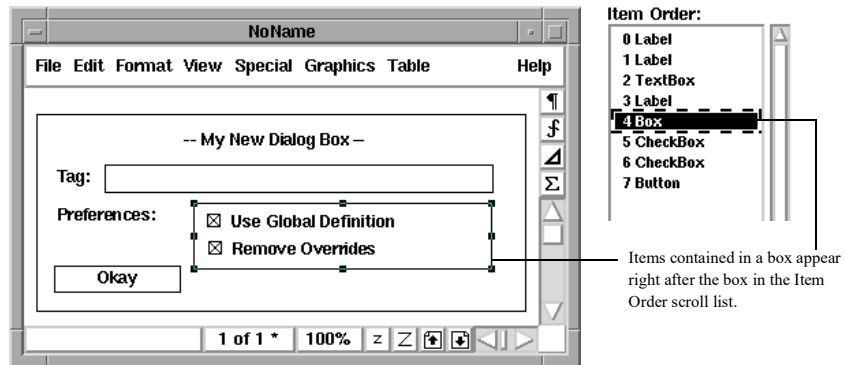 NoName
File Edit Format View Special Graphics Table Help
¶
-- My New Dialog Box –
Tag:
Σ
Preferences:
Use Global Definition
Remove Overrides
Okay
1 of 1 * 100% z Z
Item Order:
0 Label
1 Label
2 TextBox
3 Label
4 Box
5 CheckBox
6 CheckBox
7 Button
Items contained in a box appear
right after the box in the Item
Order scroll list.